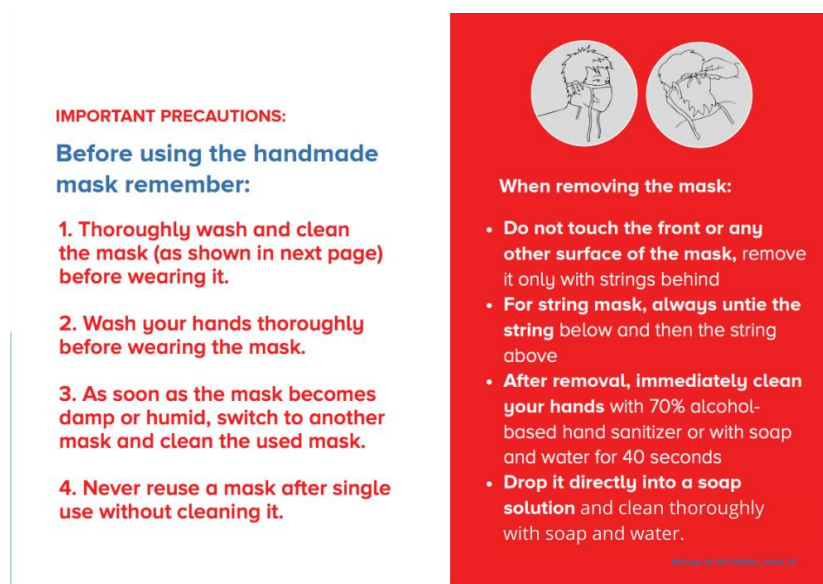 IMPORTANT PRECAUTIONS:
Before using the handmade
mask remember:
1. Thoroughly wash and clean
the mask (as shown in next page)
before wearing it.
2. Wash your hands thoroughly
before wearing the mask.
3. As soon as the mask becomes
damp or humid, switch to another
mask and clean the used mask.
4. Never reuse a mask after single
use without cleaning it.
When removing the mask:
• Do not touch the front or any
other surface of the mask, remove
it only with strings behind
• For string mask, always untie the
string below and then the string
above
• After removal, immediately clean
your hands with 70% alcohol-
based hand sanitizer or with soap
and water for 40 seconds
• Drop it directly into a soap
solution and clean thoroughly
with soap and water.